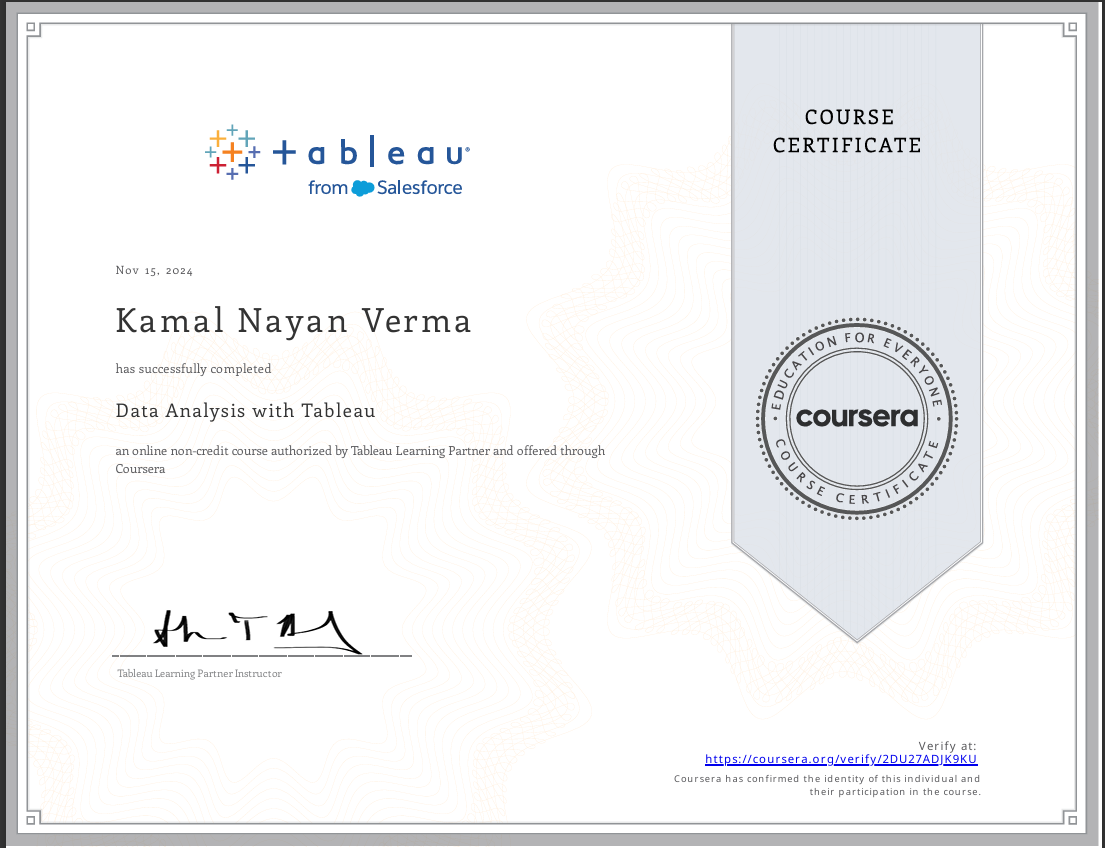 tableau®
from Salesforce
COURSE
CERTIFICATE
Nov 15, 2024
Kamal Nayan Verma
has successfully completed
Data Analysis with Tableau
an online non-credit course authorized by Tableau Learning Partner and offered through
Coursera
EDUCATION FOR EVERYONE
coursera
COURSE CERTIFICATE
Tableau Learning Partner Instructor
Verify at:
https://coursera.org/verify/2DU27ADJK9KU
Coursera has confirmed the identity of this individual and
their participation in the course.